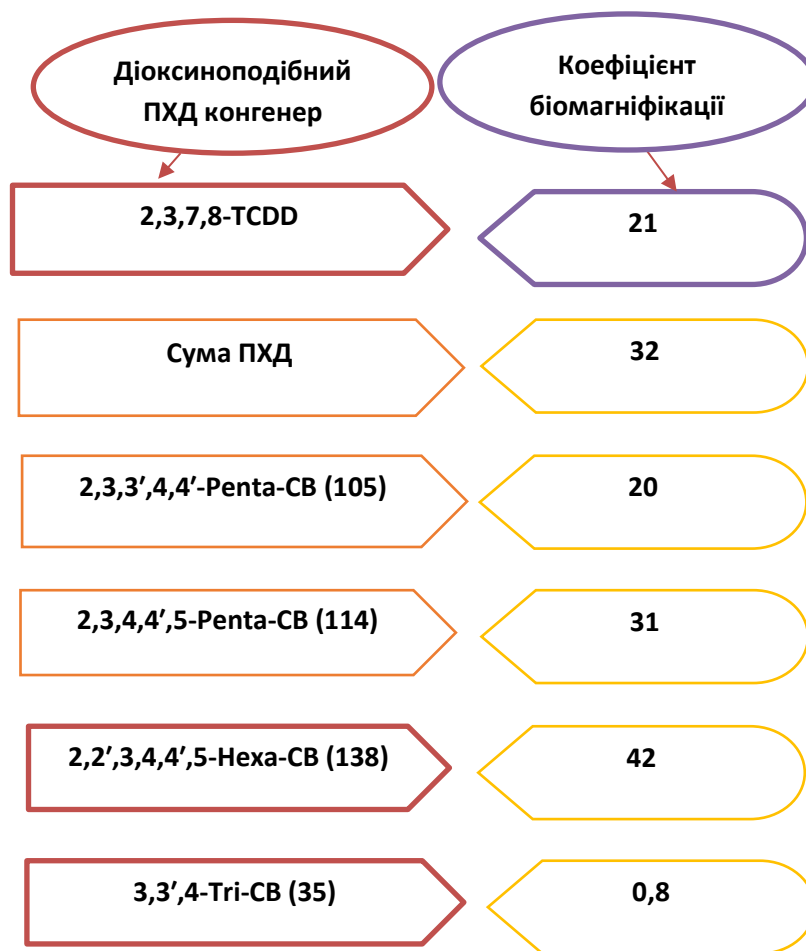 Діоксиноподібний
ПХД конгенер
Коефіцієнт
біомагніфікації
2,3,7,8-TCDD
21
Сума ПХД
32
2,3,3′,4,4′-Penta-CB (105)
20
2,3,4,4′,5-Penta-CB (114)
31
2,2′,3,4,4′,5-Hexa-CB (138)
42
3,3′,4-Tri-CB (35)
0,8